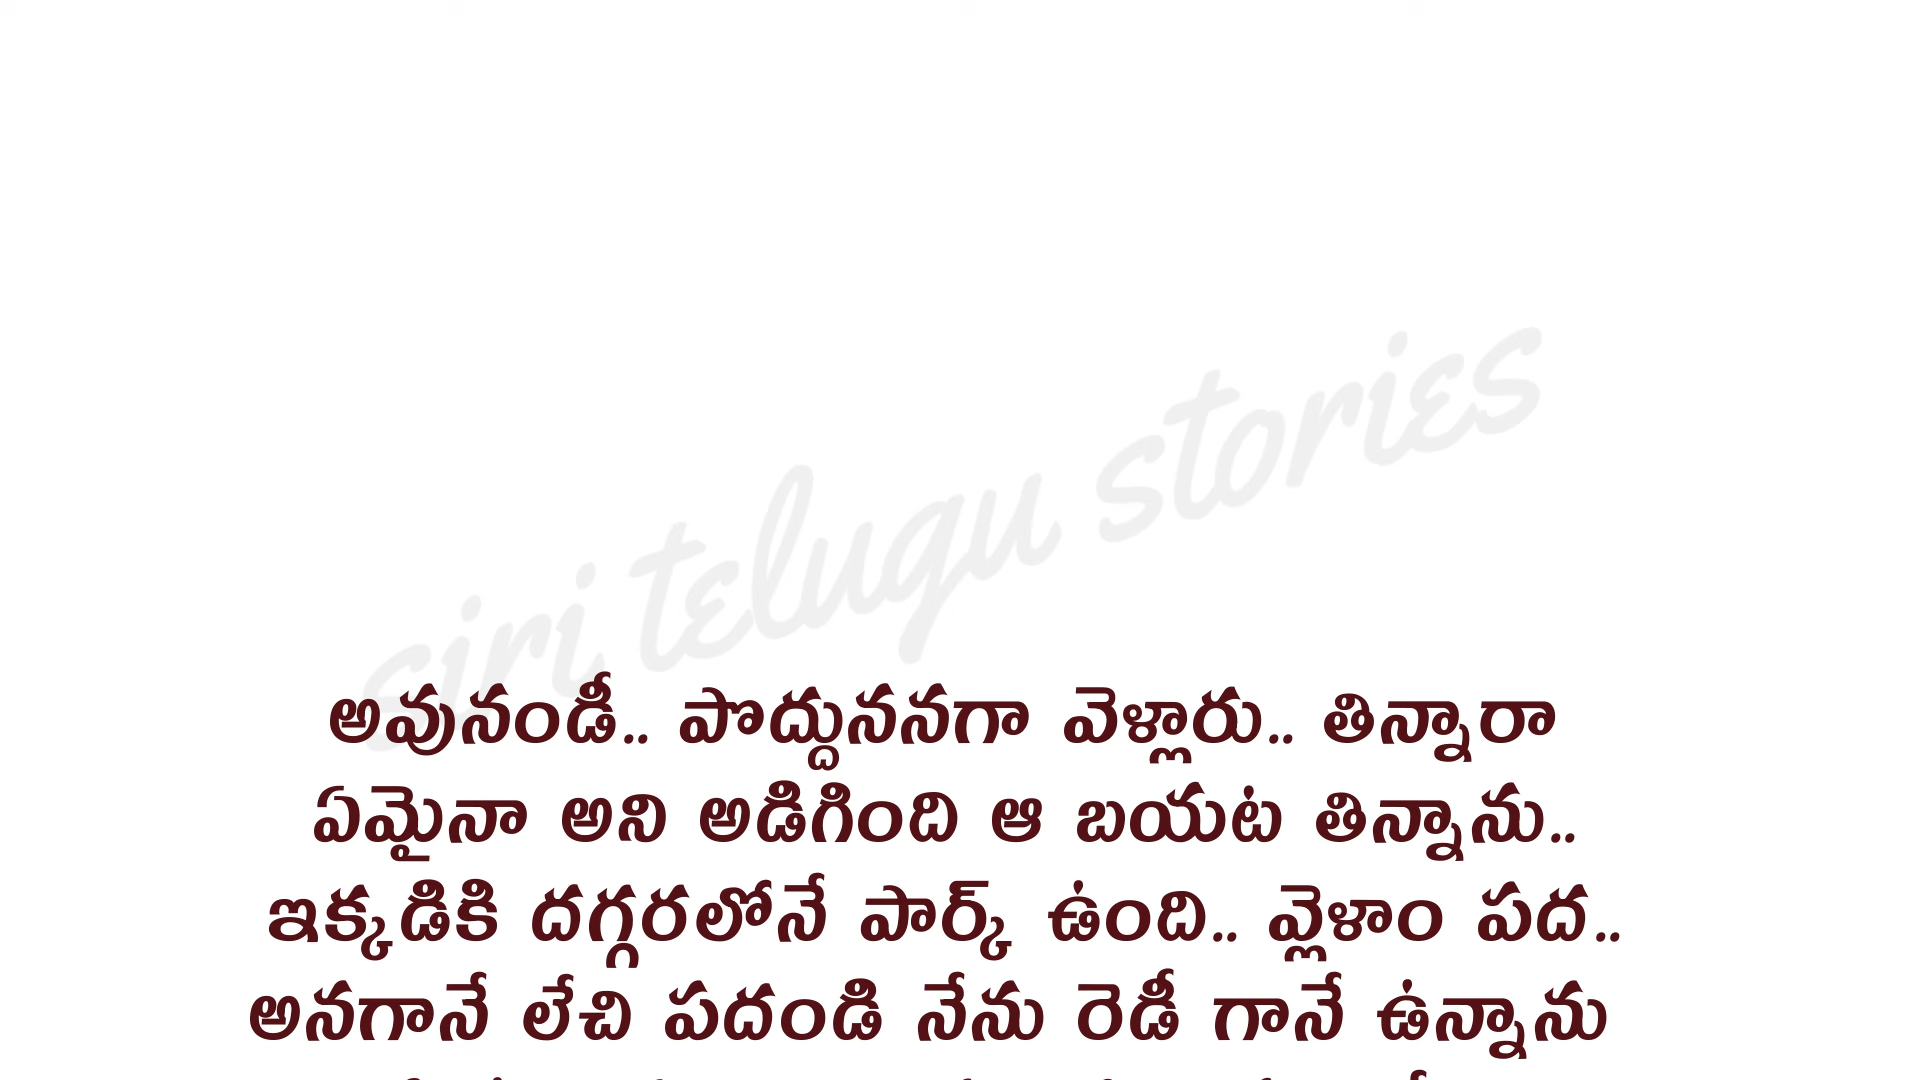 siri telugu stories
అవునండీ.. పొద్దుననగా వెళ్లారు.. తిన్నారా
ఏమైనా అని అడిగింది ఆ బయట తిన్నాను..
ఇక్కడికి దగ్గరలోనే పార్క్ ఉంది.. వ్లెళాం పద..
అనగానే లేచి పదండి నేను రెడీ గానే ఉన్నాను